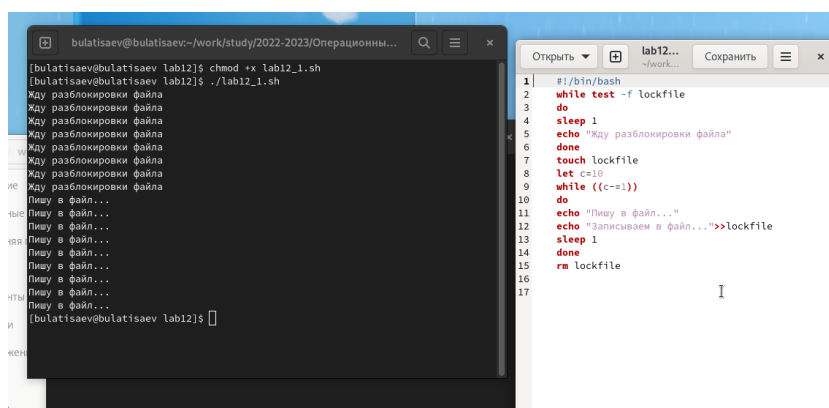 bulatisaev@bulatisaev:~/work/study/2022-2023/Операционны...
[bulatisaev@bulatisaev lab12]$ chmod +x lab12_1.sh
[bulatisaev@bulatisaev lab12]$ ./lab12_1.sh
Жду разблокировки файла
Жду разблокировки файла
Жду разблокировки файла
Жду разблокировки файла
Жду разблокировки файла
Жду разблокировки файла
Жду разблокировки файла
Жду разблокировки файла
Пишу в файл...
Пишу в файл...
Пишу в файл...
Пишу в файл...
Пишу в файл...
Пишу в файл...
Пишу в файл...
Пишу в файл...
Пишу в файл...
[bulatisaev@bulatisaev lab12]$
Открыть
lab12...
~/work...
Сохранить
1 #!/bin/bash
2 while test -f lockfile
3 do
4 sleep 1
5 echo "Жду разблокировки файла"
6 done
7 touch lockfile
8 let c=10
9 while ((c-=1))
10 do
11 echo "Пишу в файл..."
12 echo "Записываем в файл...">>lockfile
13 sleep 1
14 done
15 rm lockfile
16
17